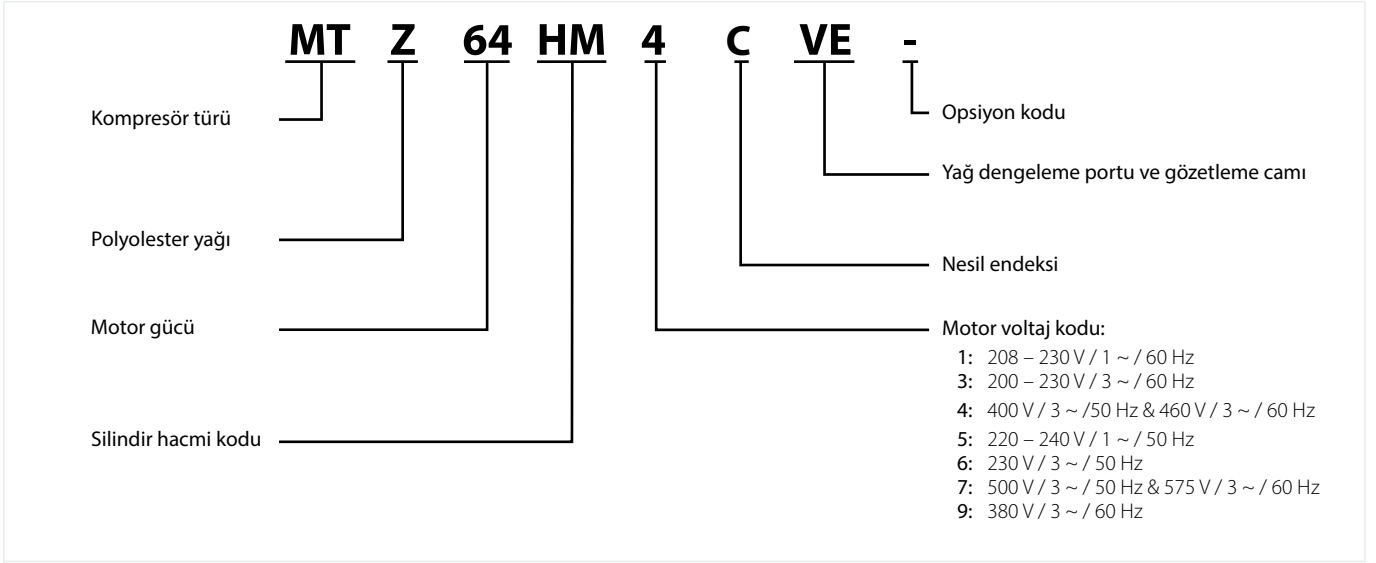 MT Z 64 HM 4 C VE -
Kompresör türü
Polyolester yağı
Motor gücü
Silindir hacmi kodu
Opsiyon kodu
Yağ dengeleme portu ve gözetleme camı
Nesil endeksi
Motor voltaj kodu:
1: 208 – 230 V / 1 ~ / 60 Hz
3: 200 – 230 V / 3 ~ / 60 Hz
4: 400 V / 3 ~ /50 Hz & 460 V / 3 ~ / 60 Hz
5: 220 – 240 V / 1 ~ / 50 Hz
6: 230 V / 3 ~ / 50 Hz
7: 500 V / 3 ~ / 50 Hz & 575 V / 3 ~ / 60 Hz
9: 380 V / 3 ~ / 60 Hz